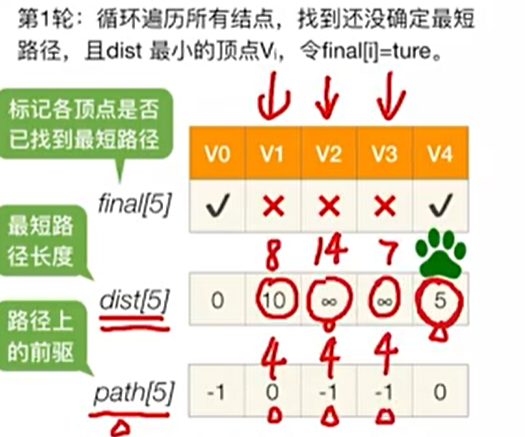 第1轮：循环遍历所有结点，找到还没确定最短
路径，且dist 最小的顶点Vᵢ，令final[i]=ture。
标记各顶点是否
已找到最短路径
V0 V1 V2 V3 V4
final[5] ✓ × × × ✓
8 14 7
最短路
径长度
dist[5] 0 10 ∞ ∞ 5
4 4 4
路径上
的前驱
path[5] -1 0 -1 -1 0